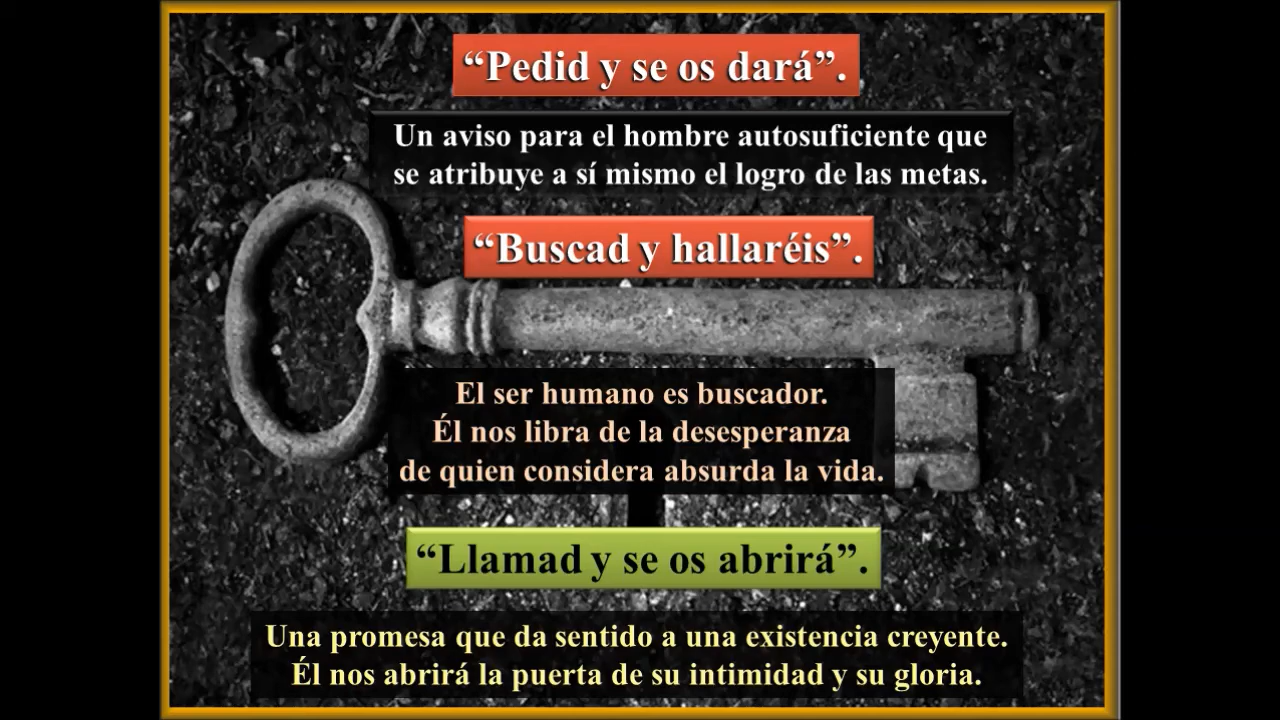 “Pedid y se os dará”.
Un aviso para el hombre autosuficiente que
se atribuye a sí mismo el logro de las metas.
“Buscad y hallaréis”.
El ser humano es buscador.
Él nos libra de la desesperanza
de quien considera absurda la vida.
“Llamad y se os abrirá”.
Una promesa que da sentido a una existencia creyente.
Él nos abrirá la puerta de su intimidad y su gloria.